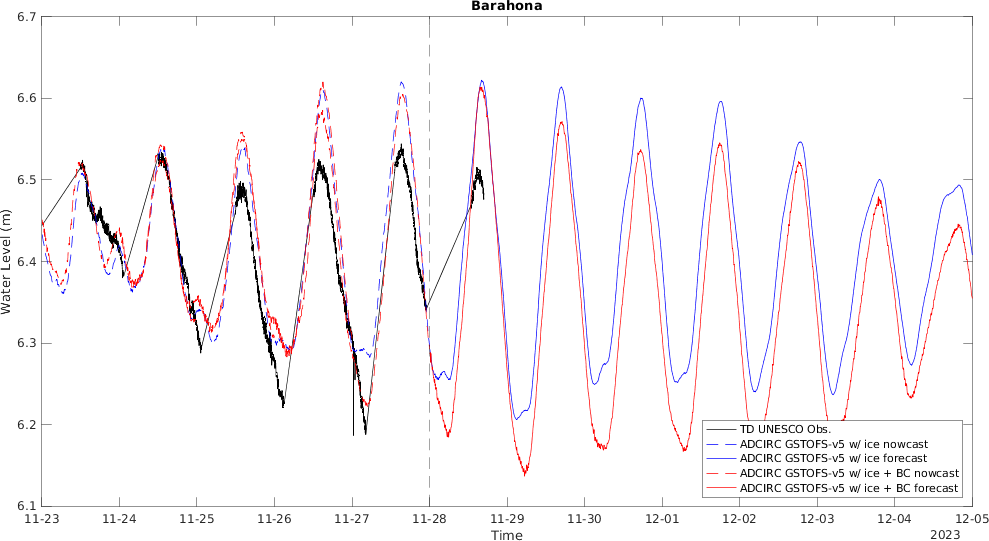 Barahona
6.7
6.6
6.5
6.4
6.3
6.2
6.1
Water Level (m)
TD UNESCO Obs.
ADCIRC GSTOFS-v5 w/ ice nowcast
ADCIRC GSTOFS-v5 w/ ice forecast
ADCIRC GSTOFS-v5 w/ ice + BC nowcast
ADCIRC GSTOFS-v5 w/ ice + BC forecast
11-23 11-24 11-25 11-26 11-27 11-28 11-29 11-30 12-01 12-02 12-03 12-04 12-05
Time
2023